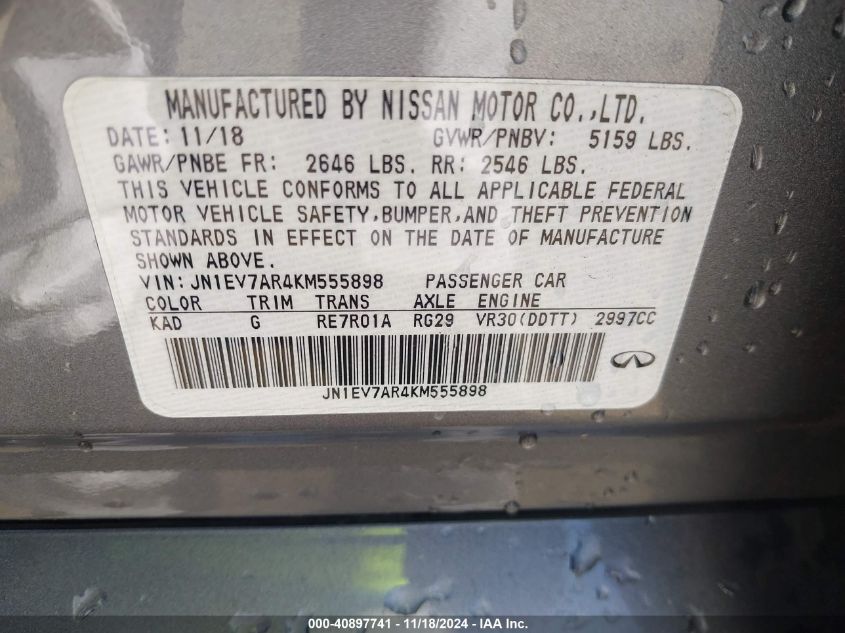 MANUFACTURED BY NISSAN MOTOR CO.,LTD.
DATE: 11/18 GVWR/PNBV: 5159 LBS.
GAWR/PNBE FR: 2646 LBS. RR: 2546 LBS.
THIS VEHICLE CONFORMS TO ALL APPLICABLE FEDERAL
MOTOR VEHICLE SAFETY,BUMPER,AND THEFT PREVENTION
STANDARDS IN EFFECT ON THE DATE OF MANUFACTURE
SHOWN ABOVE.
VIN:JN1EV7AR4KM555898 PASSENGER CAR
COLOR TRIM TRANS AXLE ENGINE
KAD G RE7R01A RG29 VR30(DDTT) 2997CC
JN1EV7AR4KM555898
000-40897741 - 11/18/2024 - IAA Inc.